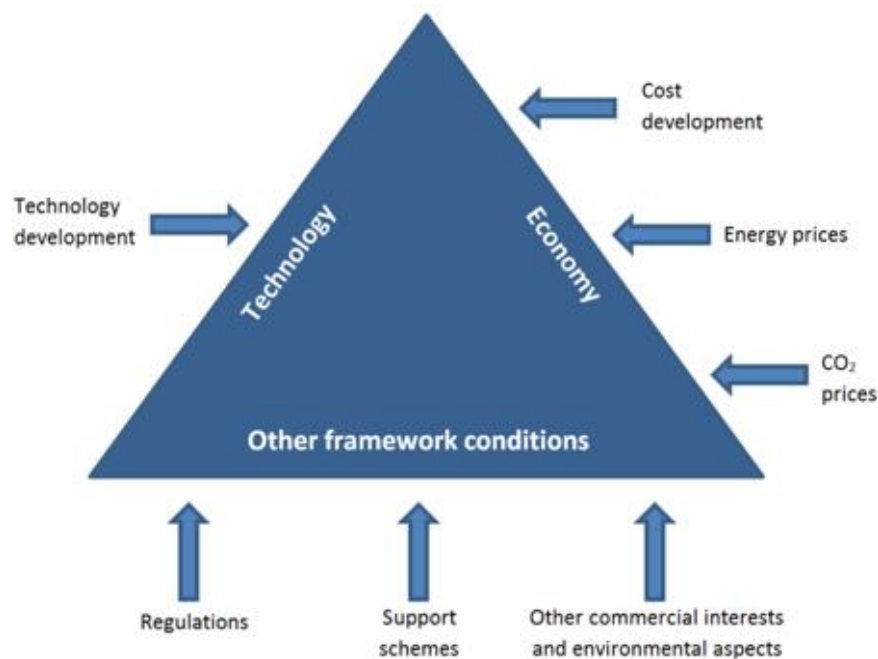 Cost
development
Technology
development
Technology
Economy
Energy prices
CO₂
prices
Other framework conditions
Regulations
Support
schemes
Other commercial interests
and environmental aspects